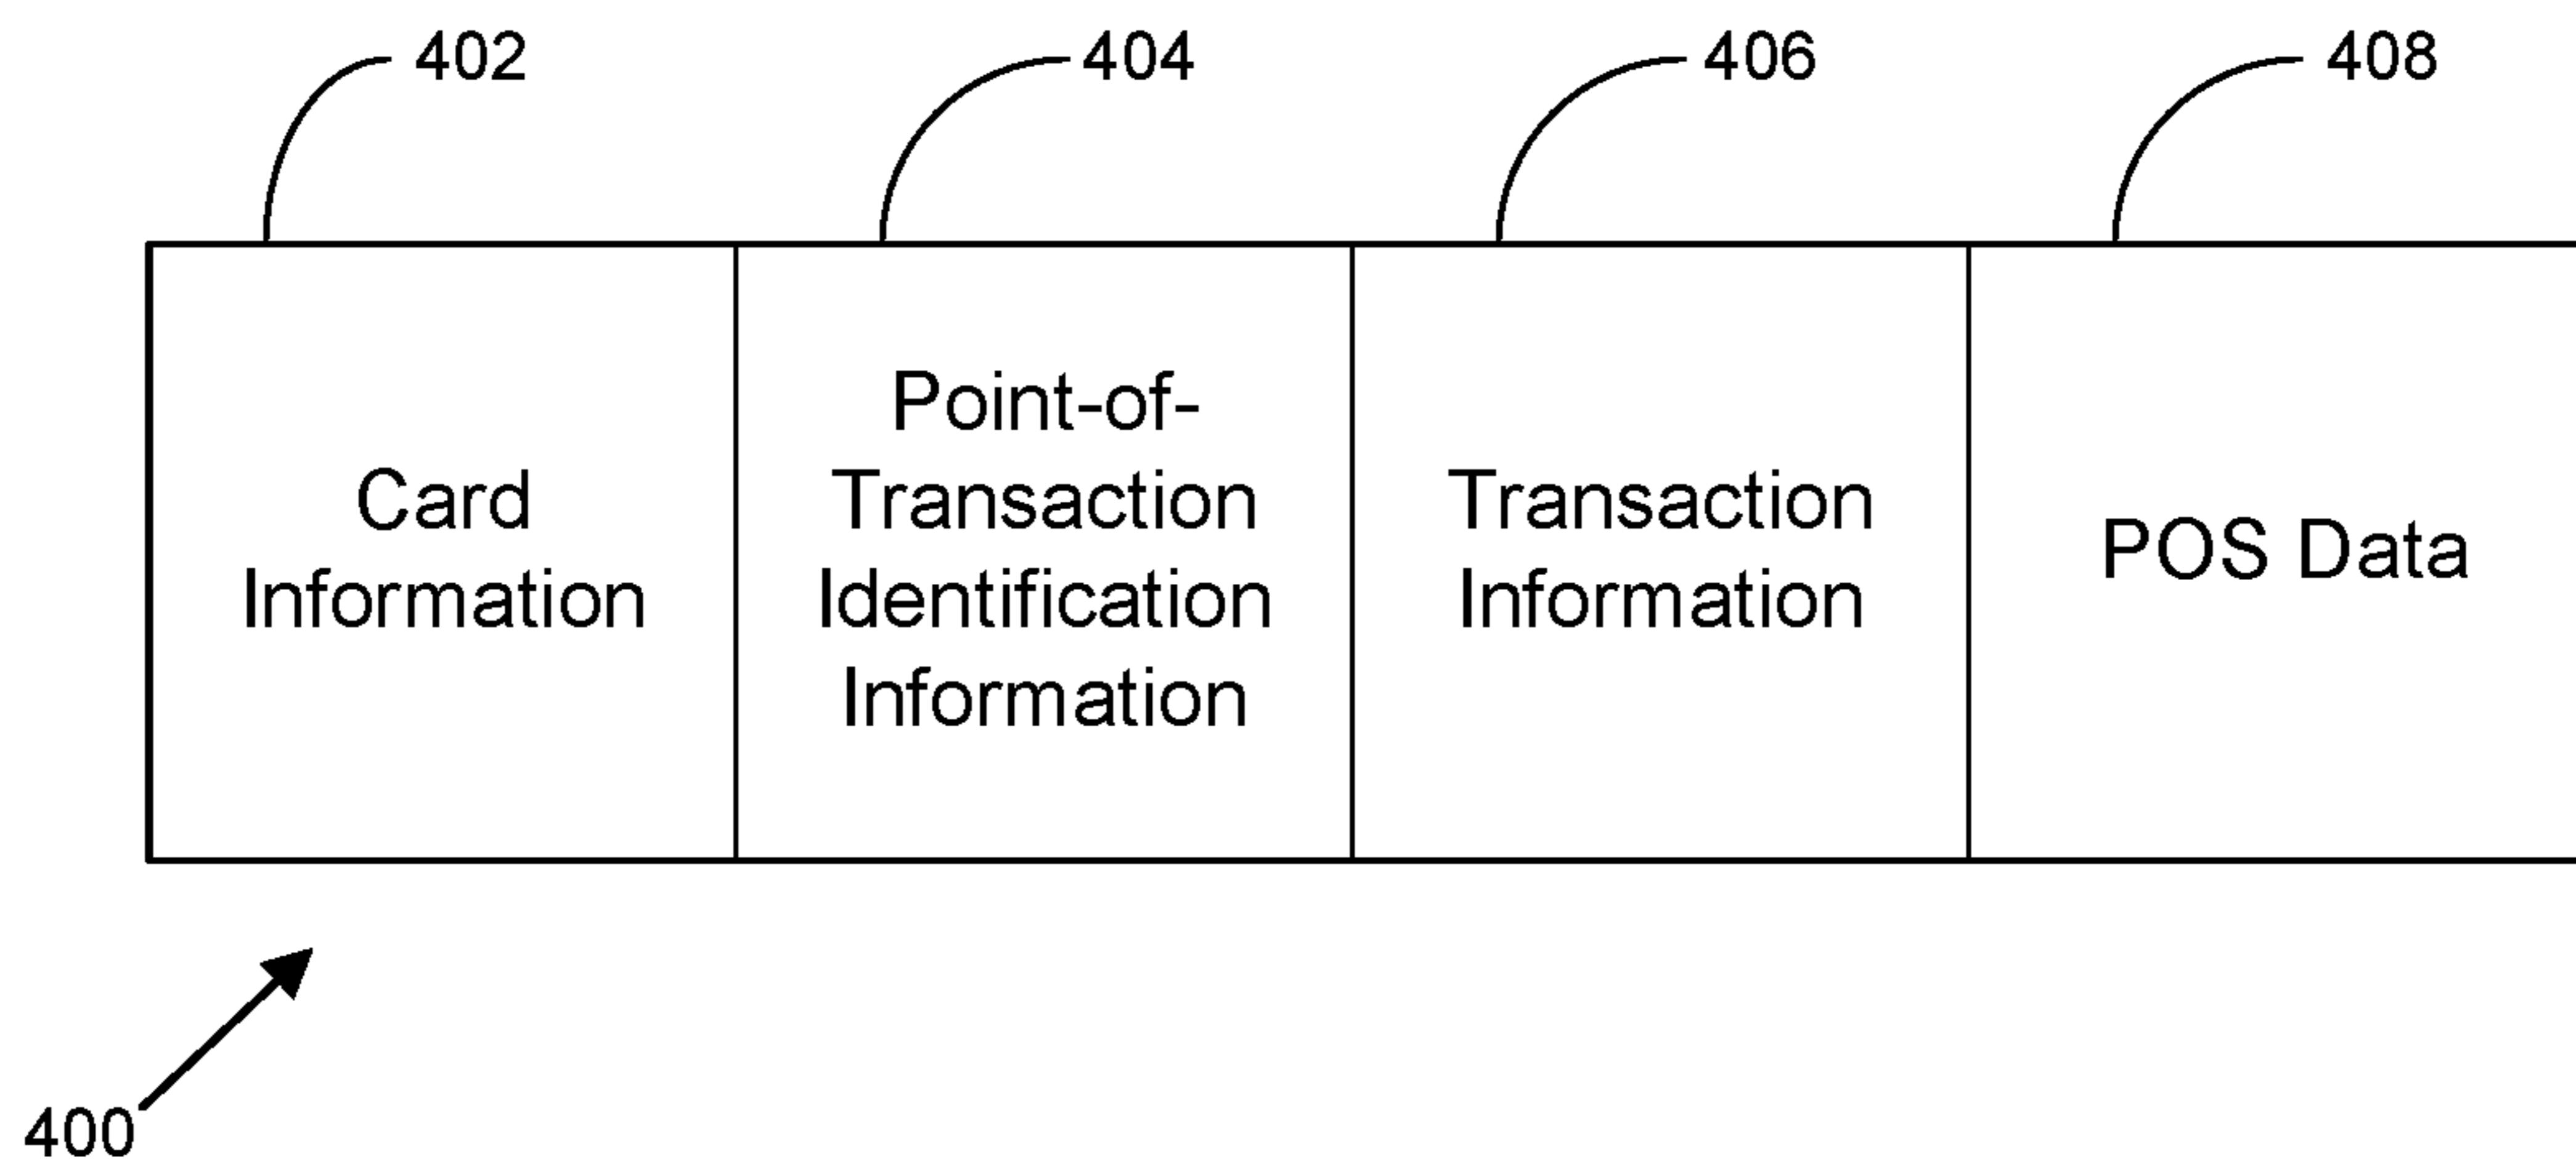 402
404
406
408
Card
Information
Point-of-
Transaction
Identification
Information
Transaction
Information
POS Data
400